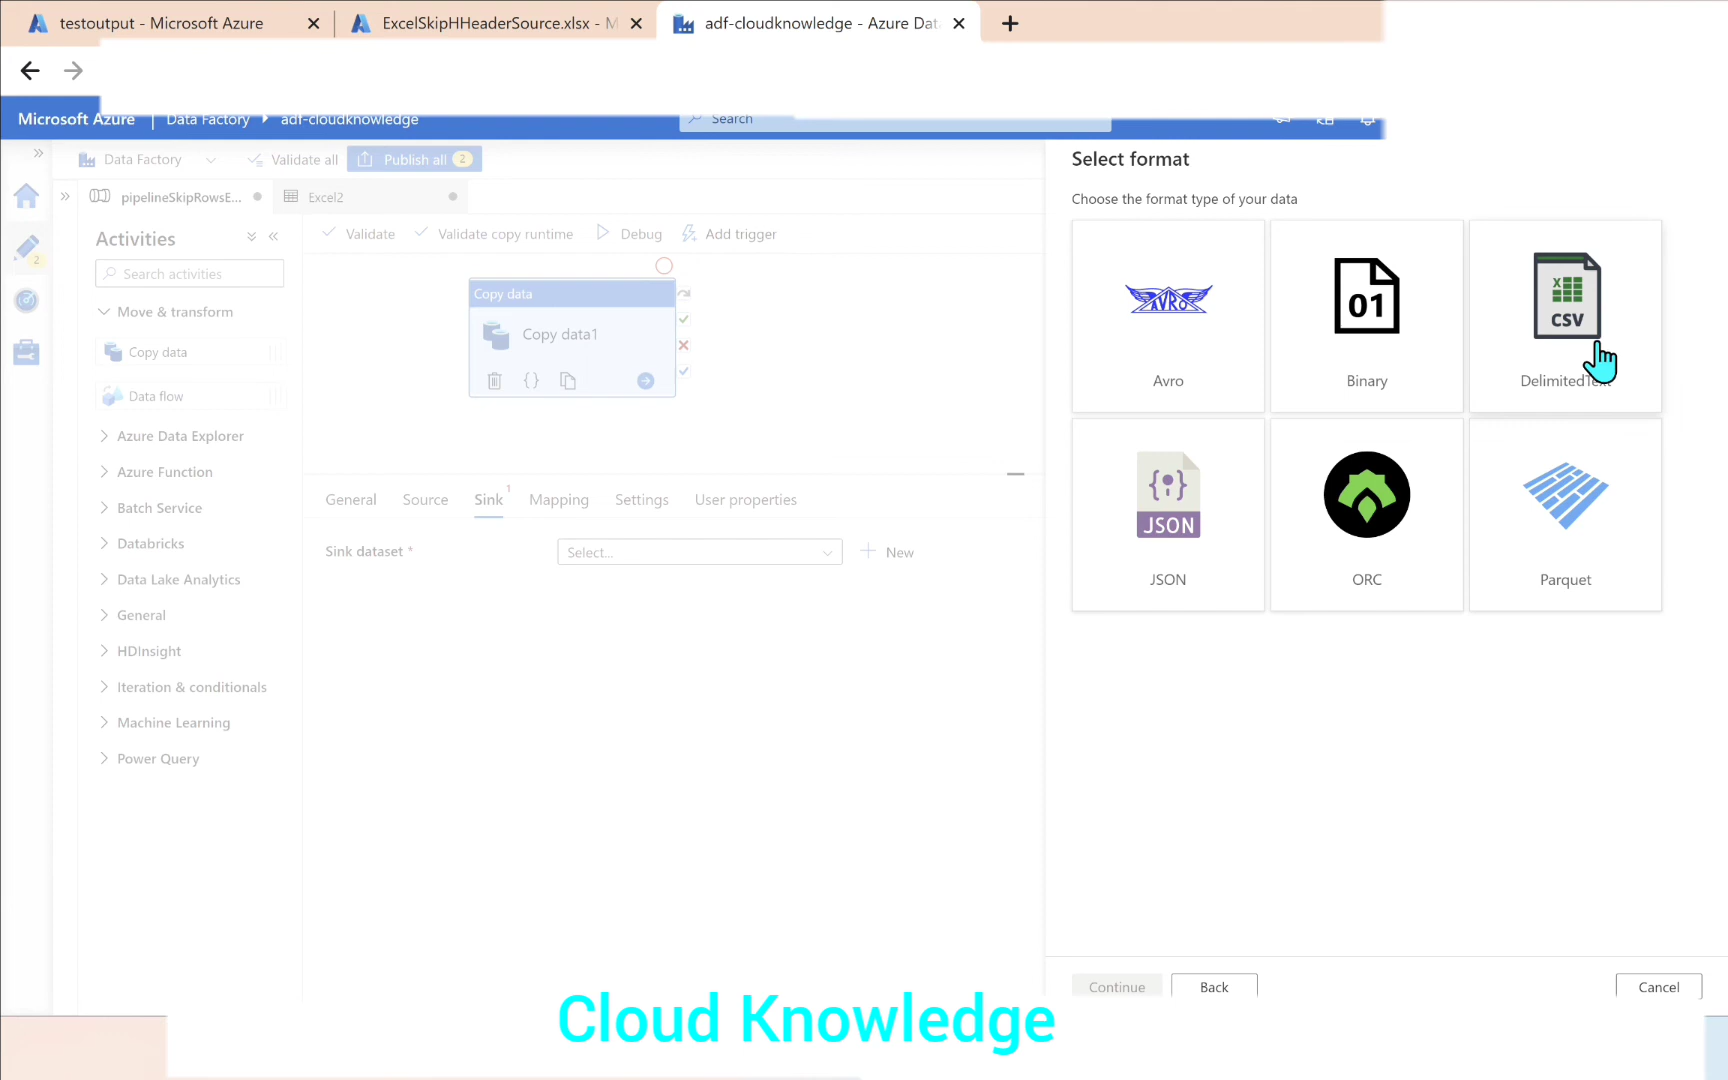 testoutput - Microsoft Azure
ExcelSkipHHeaderSource.xlsx - M
adf-cloudknowledge - Azure Dat
Microsoft Azure
Data Factory
adf-cloudknowledge
Search
Data Factory
Validate all
Publish all 2
pipelineSkipRowsE...
Excel2
2
Activities
Search activities
Move & transform
Copy data
Data flow
Azure Data Explorer
Azure Function
Batch Service
Databricks
Data Lake Analytics
General
HDInsight
Iteration & conditionals
Machine Learning
Power Query
Validate
Validate copy runtime
Debug
Add trigger
Copy data
Copy data1
General
Source
Sink 1
Mapping
Settings
User properties
Sink dataset *
Select...
New
Select format
Choose the format type of your data
AVRO
Avro
01
Binary
CSV
DelimitedText
JSON
JSON
ORC
Parquet
Continue
Back
Cancel
Cloud Knowledge